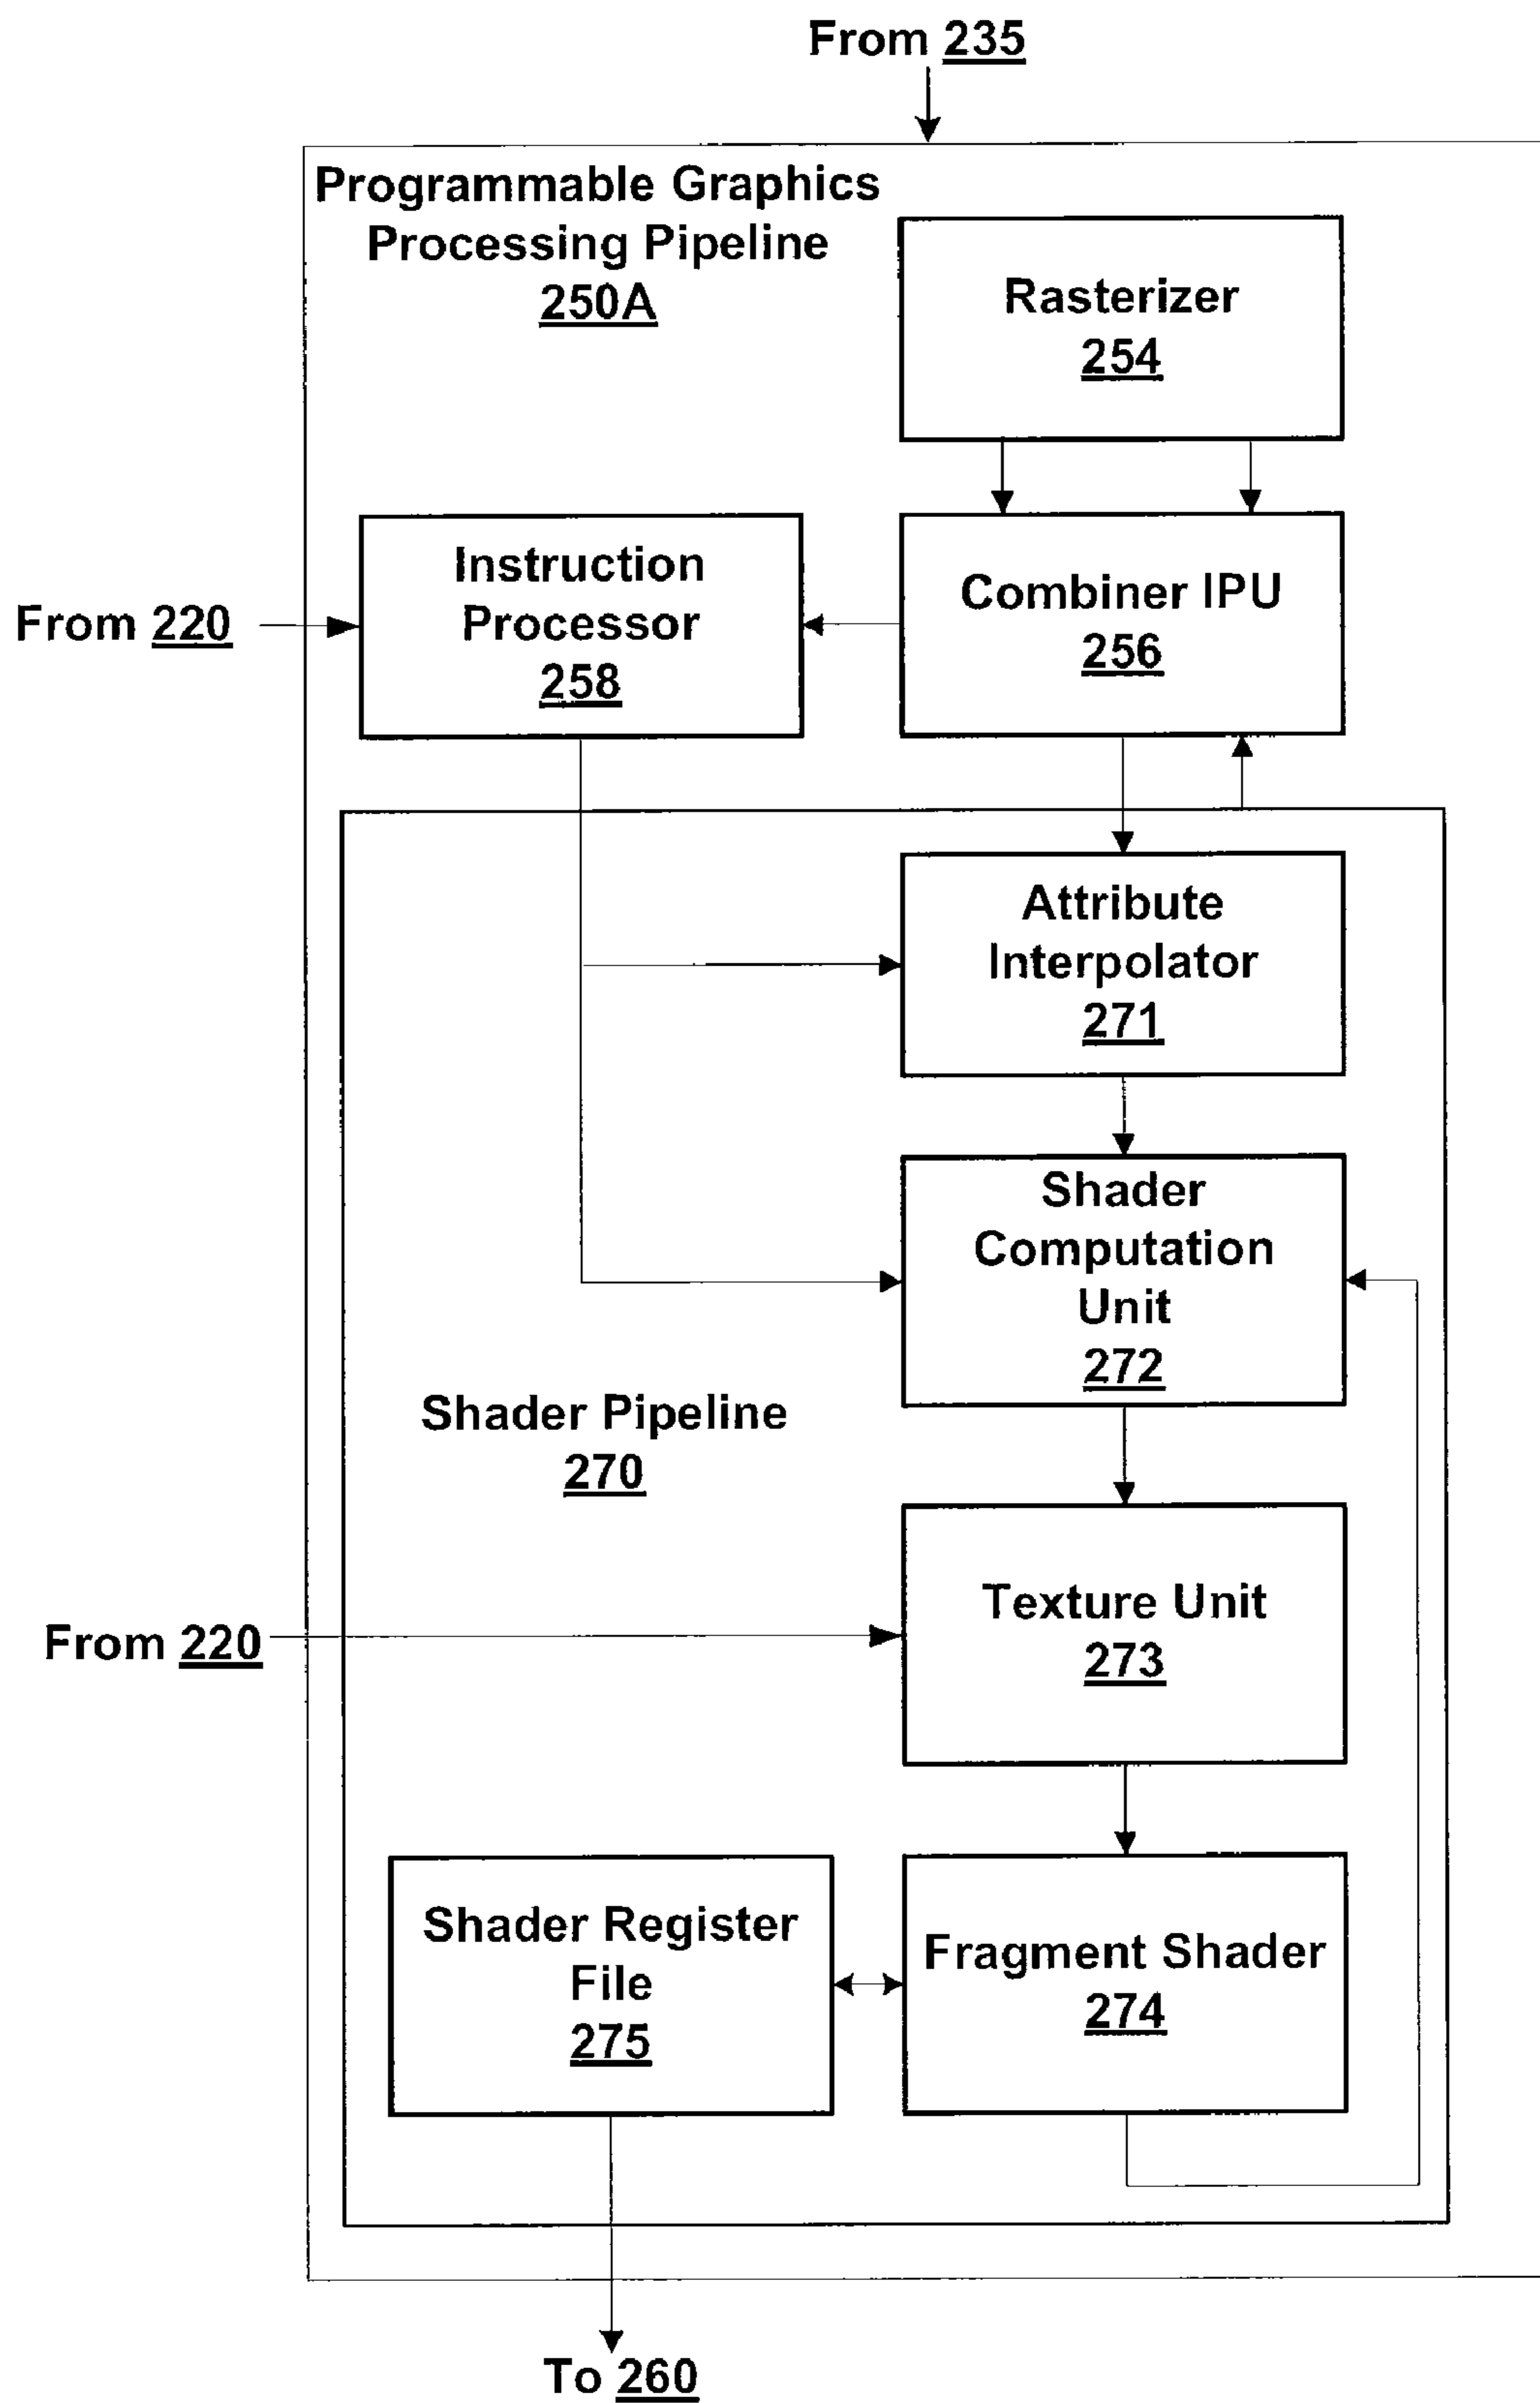 From 235
Programmable Graphics
Processing Pipeline
250A
Rasterizer
254
Instruction
Processor
258
Combiner IPU
256
From 220
Attribute
Interpolator
271
Shader
Computation
Unit
272
Shader Pipeline
270
Texture Unit
273
From 220
Shader Register
File
275
Fragment Shader
274
To 260